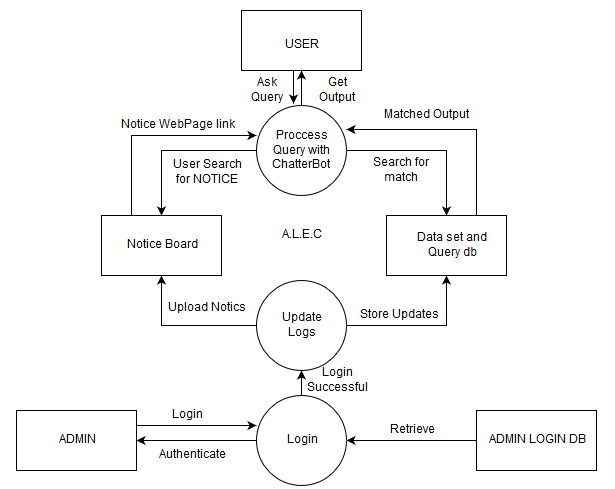 USER
Ask
Query
Get
Output
Notice WebPage link
Matched Output
Proccess
Query with
ChatterBot
User Search
for NOTICE
Search for
match
Notice Board
A.L.E.C
Data set and
Query db
Upload Notics
Update
Logs
Store Updates
Login
Successful
Login
ADMIN
Login
Retrieve
ADMIN LOGIN DB
Authenticate